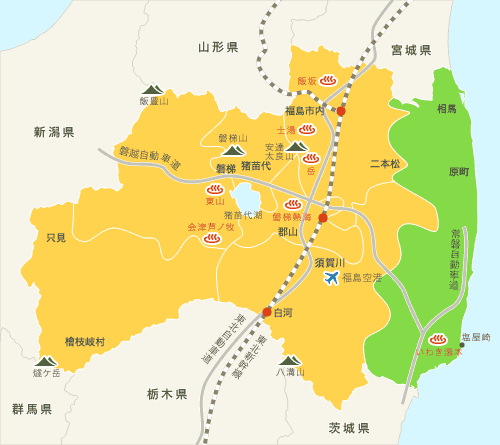 山形県
宮城県
飯坂
飯豊山
福島市内
相馬
新潟県
土湯
磐梯山
安達
太良山
磐越自動車道
猪苗代
磐梯
岳
二本松
原町
東山
猪苗代湖
磐梯熱海
会津芦ノ牧
只見
郡山
常磐自動車道
須賀川
福島空港
白河
東北自動車道
東北新幹線
塩屋崎
いわき湯本
檜枝岐村
燧ケ岳
八溝山
栃木県
群馬県
茨城県